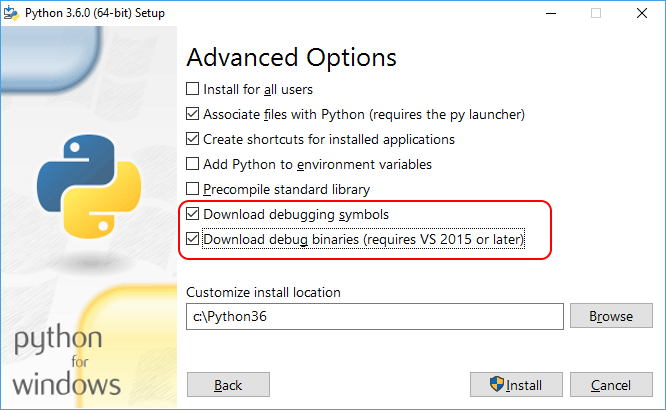 Python 3.6.0 (64-bit) Setup
Advanced Options
Install for all users
Associate files with Python (requires the py launcher)
Create shortcuts for installed applications
Add Python to environment variables
Precompile standard library
Download debugging symbols
Download debug binaries (requires VS 2015 or later)
Customize install location
c:\Python36
Browse
python
for
windows
Back
Install
Cancel